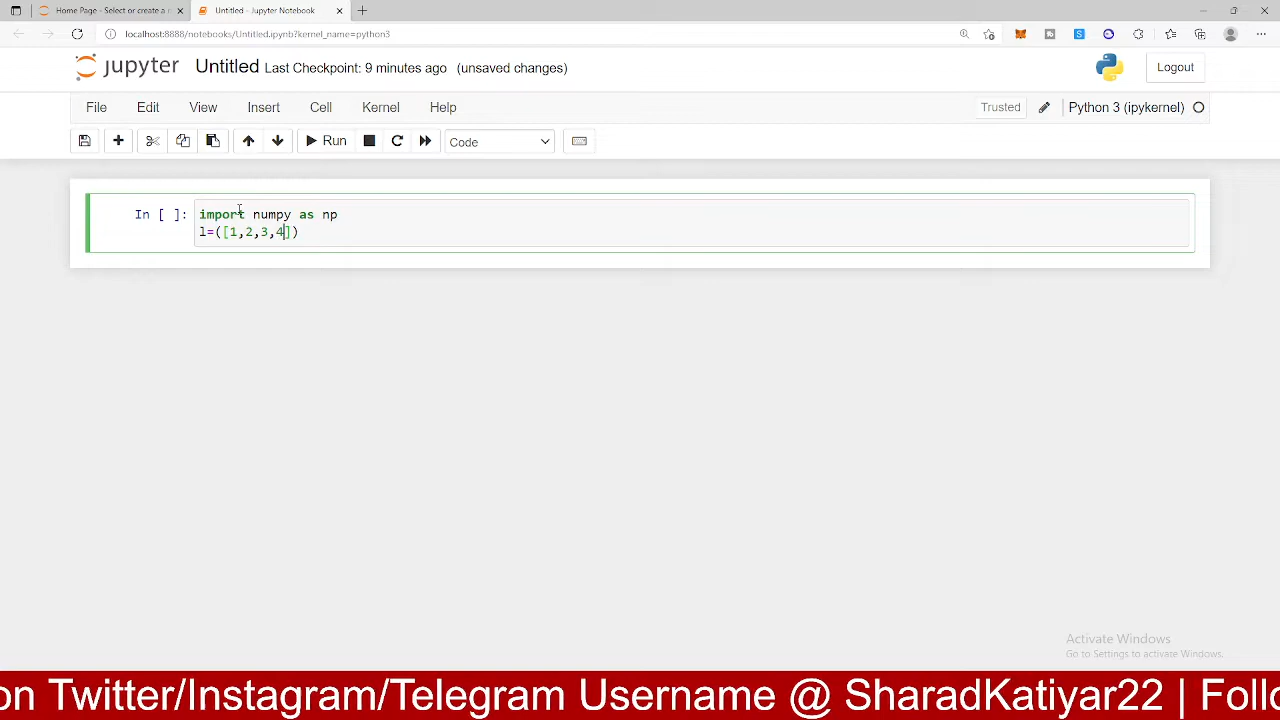 Home Page - Select or create a n
Untitled - Jupyter Notebook
localhost:8888/notebooks/Untitled.ipynb?kernel_name=python3
jupyter Untitled Last Checkpoint: 9 minutes ago (unsaved changes)
Logout
File Edit View Insert Cell Kernel Help
Trusted
Python 3 (ipykernel)
Run
Code
In [ ]: import numpy as np
l=([1,2,3,4])
Activate Windows
Go to Settings to activate Windows.
on Twitter/Instagram/Telegram Username @ SharadKatiyar22 | Follo